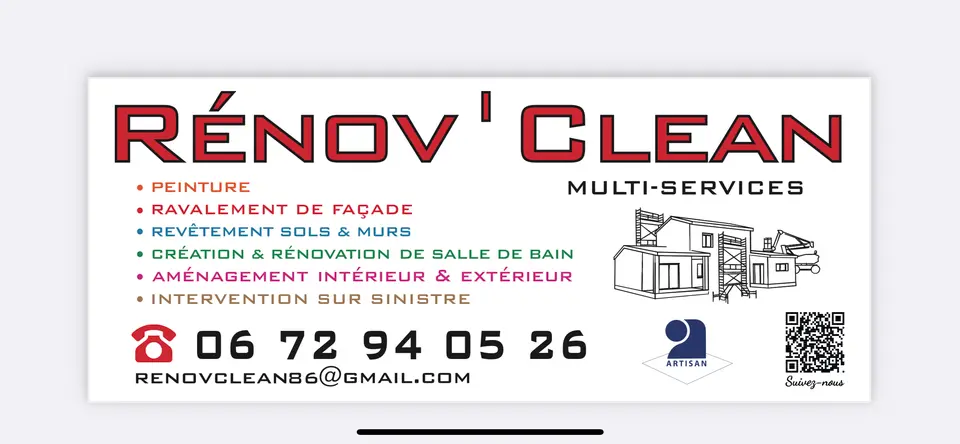 RÉNOV'CLEAN
MULTI-SERVICES
• PEINTURE
• RAVALEMENT DE FAÇADE
• REVÊTEMENT SOLS & MURS
• CRÉATION & RÉNOVATION DE SALLE DE BAIN
• AMÉNAGEMENT INTÉRIEUR & EXTÉRIEUR
• INTERVENTION SUR SINISTRE
06 72 94 05 26
RENOVCLEAN86@GMAIL.COM
ARTISAN
Suivez-nous